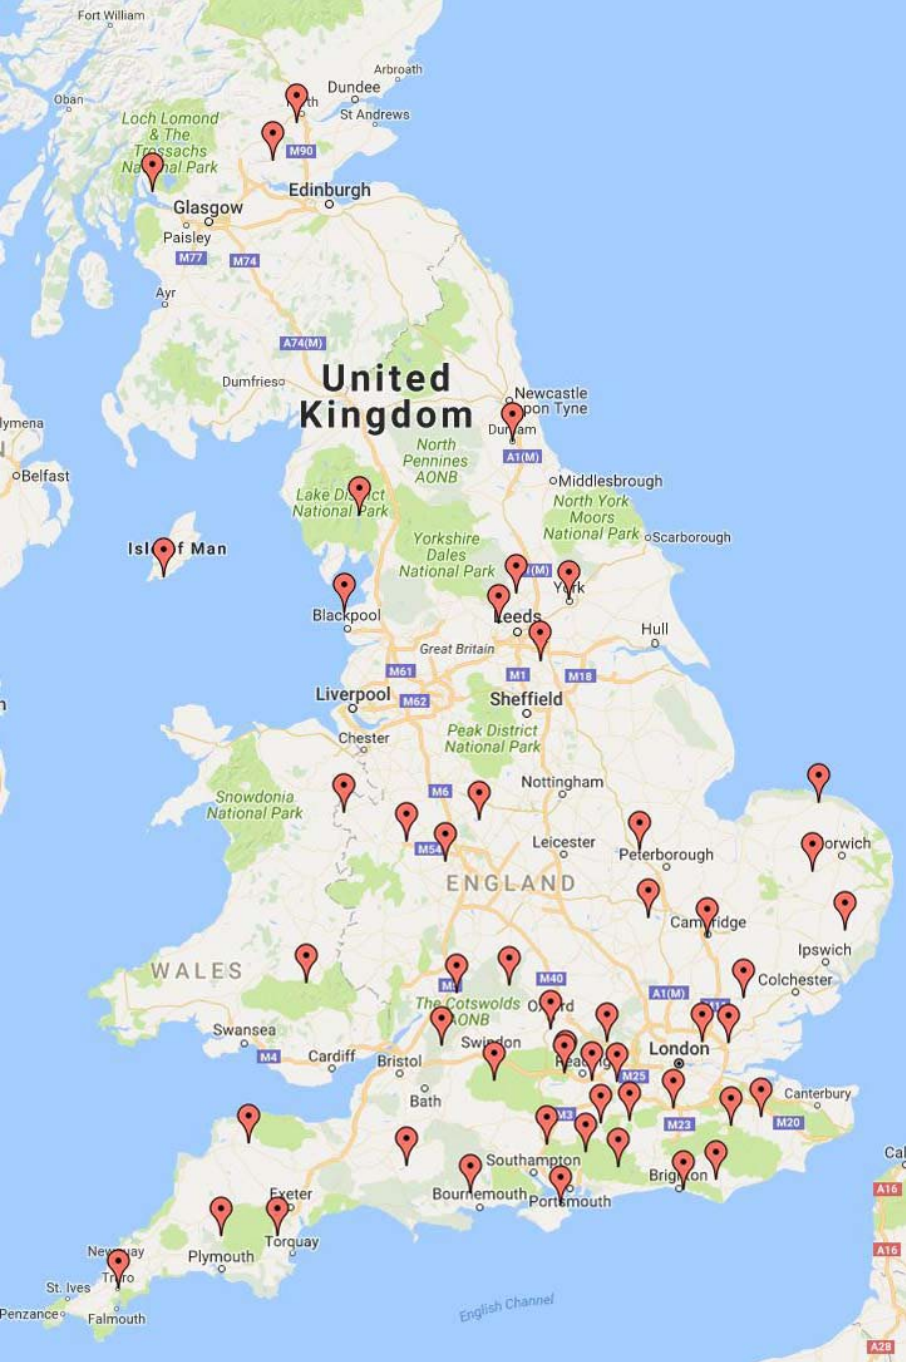 Fort William
Arbroath
Dundee
Oban
St Andrews
Loch Lomond
& The
Trossachs
National Park
M90
Edinburgh
Glasgow
Paisley
M77
M74
Ayr
A74(M)
Dumfries
United
Kingdom
Newcastle
upon Tyne
Durham
A1(M)
North
Pennines
AONB
Belfast
Middlesbrough
Lake District
National Park
North York
Moors
National Park
Scarborough
Yorkshire
Dales
National Park
Isle of Man
York
Blackpool
Leeds
Hull
Great Britain
M61
M1
M18
Liverpool
M62
Sheffield
Chester
Peak District
National Park
Nottingham
M6
Snowdonia
National Park
Leicester
M54
Peterborough
ENGLAND
Cambridge
Ipswich
WALES
Colchester
M5
M40
A1(M)
The Cotswolds
AONB
Oxford
Swansea
Swindon
M4
Cardiff
Bristol
Reading
London
M25
Bath
Canterbury
M3
M23
M20
Southampton
Brighton
Bournemouth
Portsmouth
Exeter
Torquay
Plymouth
Newquay
Truro
St. Ives
Penzance
Falmouth
English Channel
A16
A16
A28